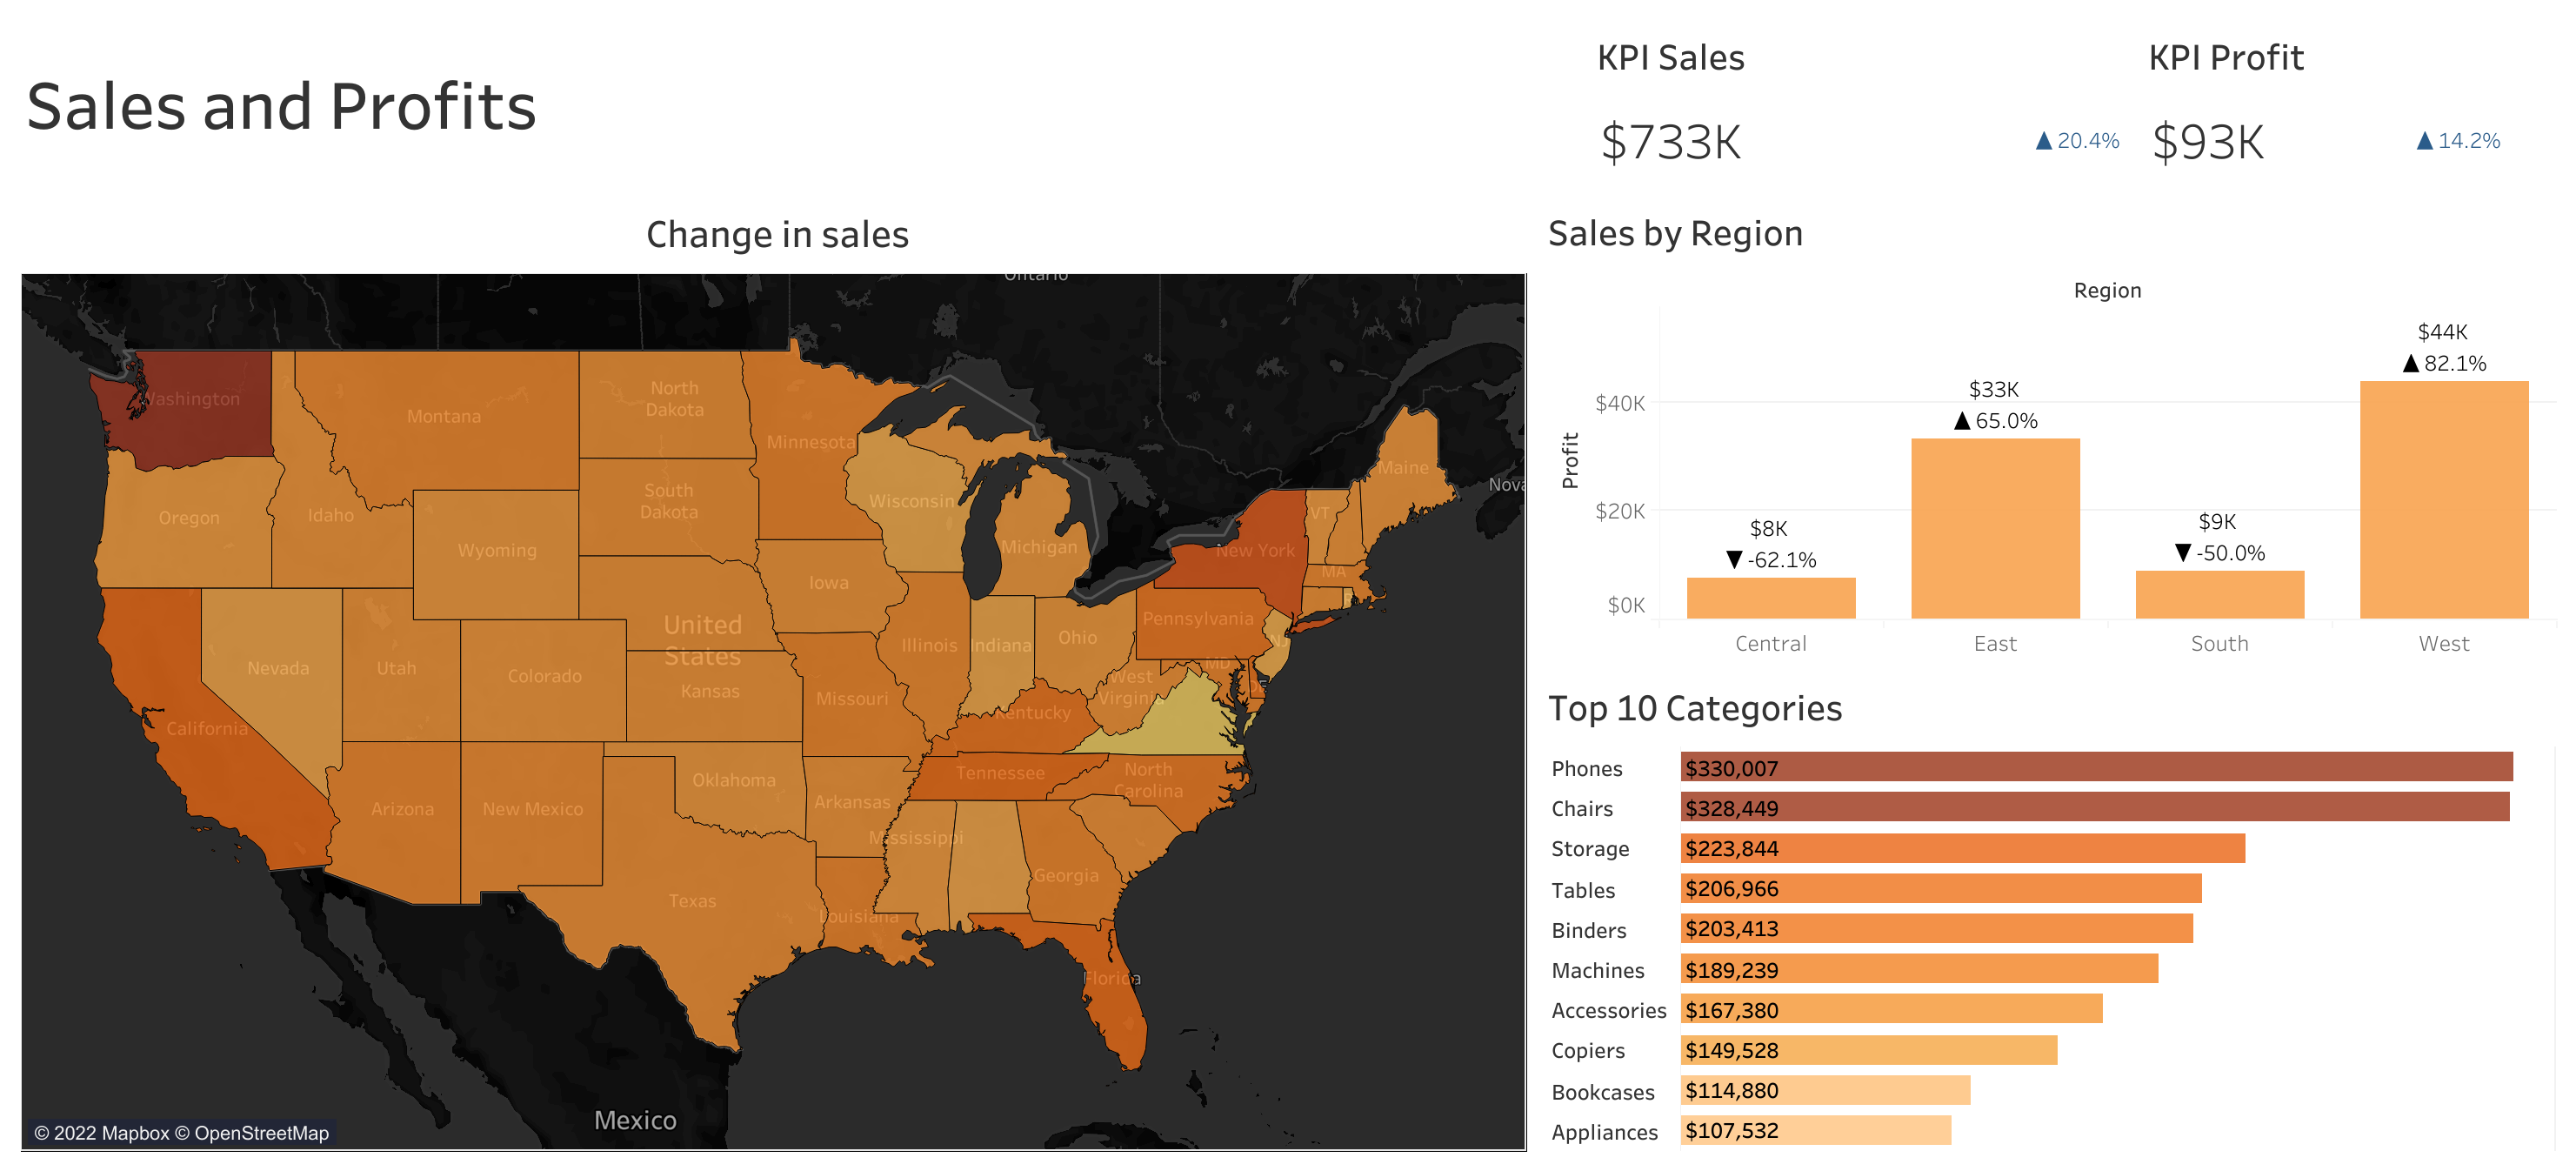 Sales and Profits
KPI Sales
$733K
▲ 20.4%
KPI Profit
$93K
▲ 14.2%
Change in sales
Ontario
Washington
Montana
North
Dakota
Minnesota
Oregon
Idaho
Wyoming
South
Dakota
Wisconsin
Michigan
Maine
Nova
VT
New York
MA
Iowa
Pennsylvania
Nevada
Utah
Colorado
United
States
Kansas
Illinois
Indiana
Ohio
NJ
MD
DE
West
Virginia
Missouri
Kentucky
California
Arizona
New Mexico
Oklahoma
Arkansas
Tennessee
North
Carolina
Mississippi
Georgia
Texas
Louisiana
Florida
Mexico
© 2022 Mapbox © OpenStreetMap
Sales by Region
Region
Profit
$40K
$20K
$0K
$8K
▼ -62.1%
$33K
▲ 65.0%
$9K
▼ -50.0%
$44K
▲ 82.1%
Central
East
South
West
Top 10 Categories
Phones $330,007
Chairs $328,449
Storage $223,844
Tables $206,966
Binders $203,413
Machines $189,239
Accessories $167,380
Copiers $149,528
Bookcases $114,880
Appliances $107,532